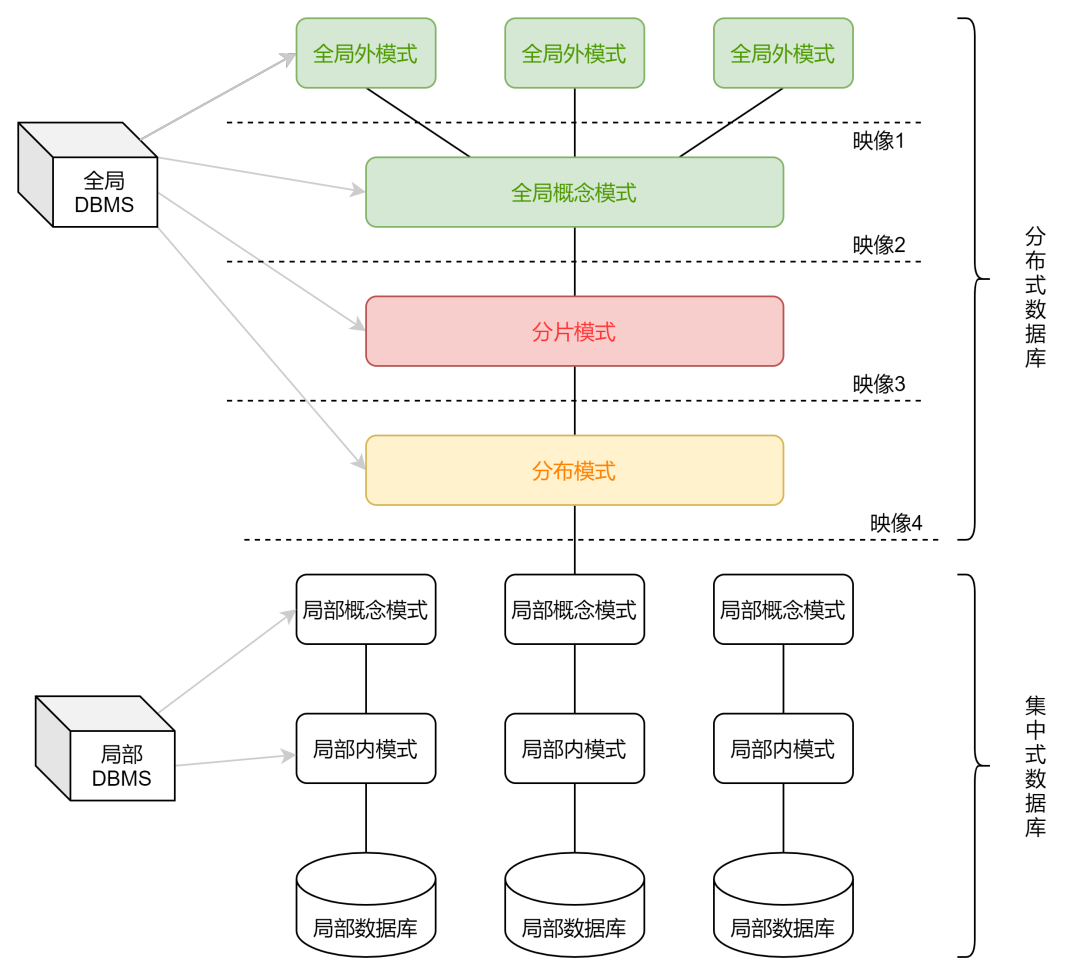 全局外模式
全局外模式
全局外模式
映像1
全局
DBMS
全局概念模式
映像2
分片模式
映像3
分布模式
映像4
分布式数据库
局部概念模式
局部概念模式
局部概念模式
局部
DBMS
局部内模式
局部内模式
局部内模式
集中式数据库
局部数据库
局部数据库
局部数据库